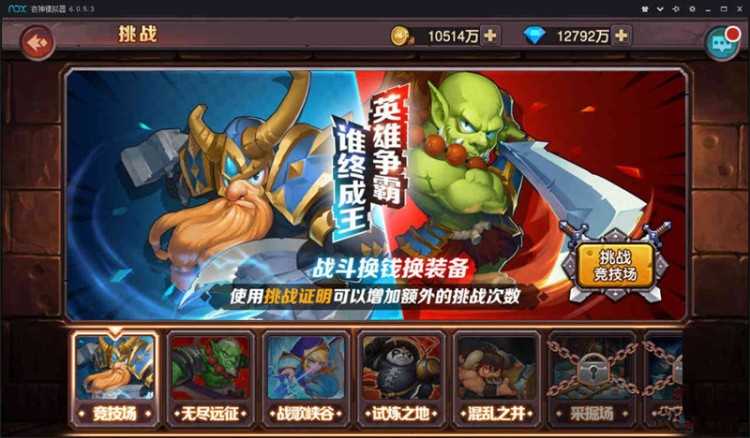 nox 夜神模拟器 6.0.5.3
挑战
10514万
12792万
英雄争霸
谁终成王
战斗换钱换装备
使用挑战证明可以增加额外的挑战次数
挑战
竞技场
竞技场
无尽远征
战歌峡谷
试炼之地
混乱之井
采掘场